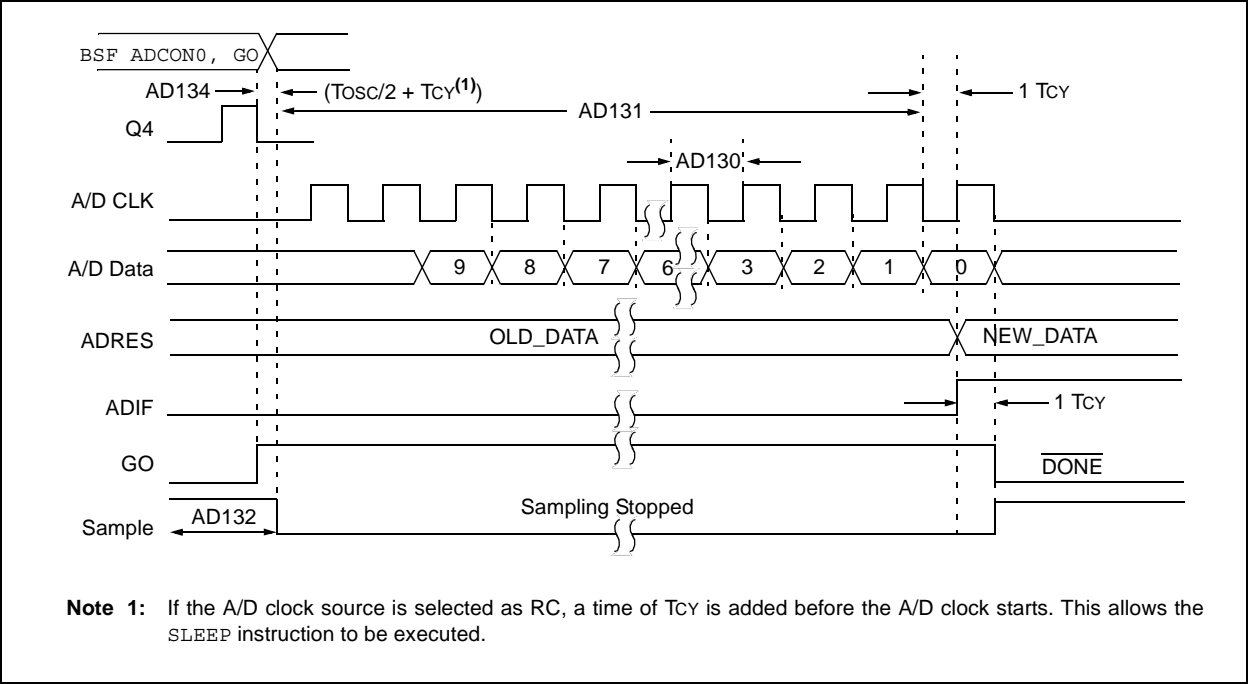 BSF ADCON0, GO
AD134 (TOSC/2 + TCY(1)) 1 TCY
AD131
Q4
AD130
A/D CLK
A/D Data 9 8 7 6 3 2 1 0
ADRES OLD_DATA NEW_DATA
ADIF 1 TCY
GO DONE
Sample AD132 Sampling Stopped
Note 1: If the A/D clock source is selected as RC, a time of TCY is added before the A/D clock starts. This allows the
SLEEP instruction to be executed.